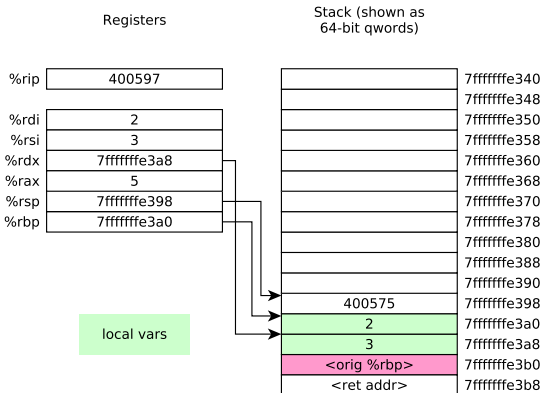 Registers
Stack (shown as
64-bit qwords)
%rip 400597
%rdi 2
%rsi 3
%rdx 7fffffffe3a8
%rax 5
%rsp 7fffffffe398
%rbp 7fffffffe3a0
7fffffffe340
7fffffffe348
7fffffffe350
7fffffffe358
7fffffffe360
7fffffffe368
7fffffffe370
7fffffffe378
7fffffffe380
7fffffffe388
7fffffffe390
400575 7fffffffe398
2 7fffffffe3a0
3 7fffffffe3a8
<orig %rbp> 7fffffffe3b0
<ret addr> 7fffffffe3b8
local vars